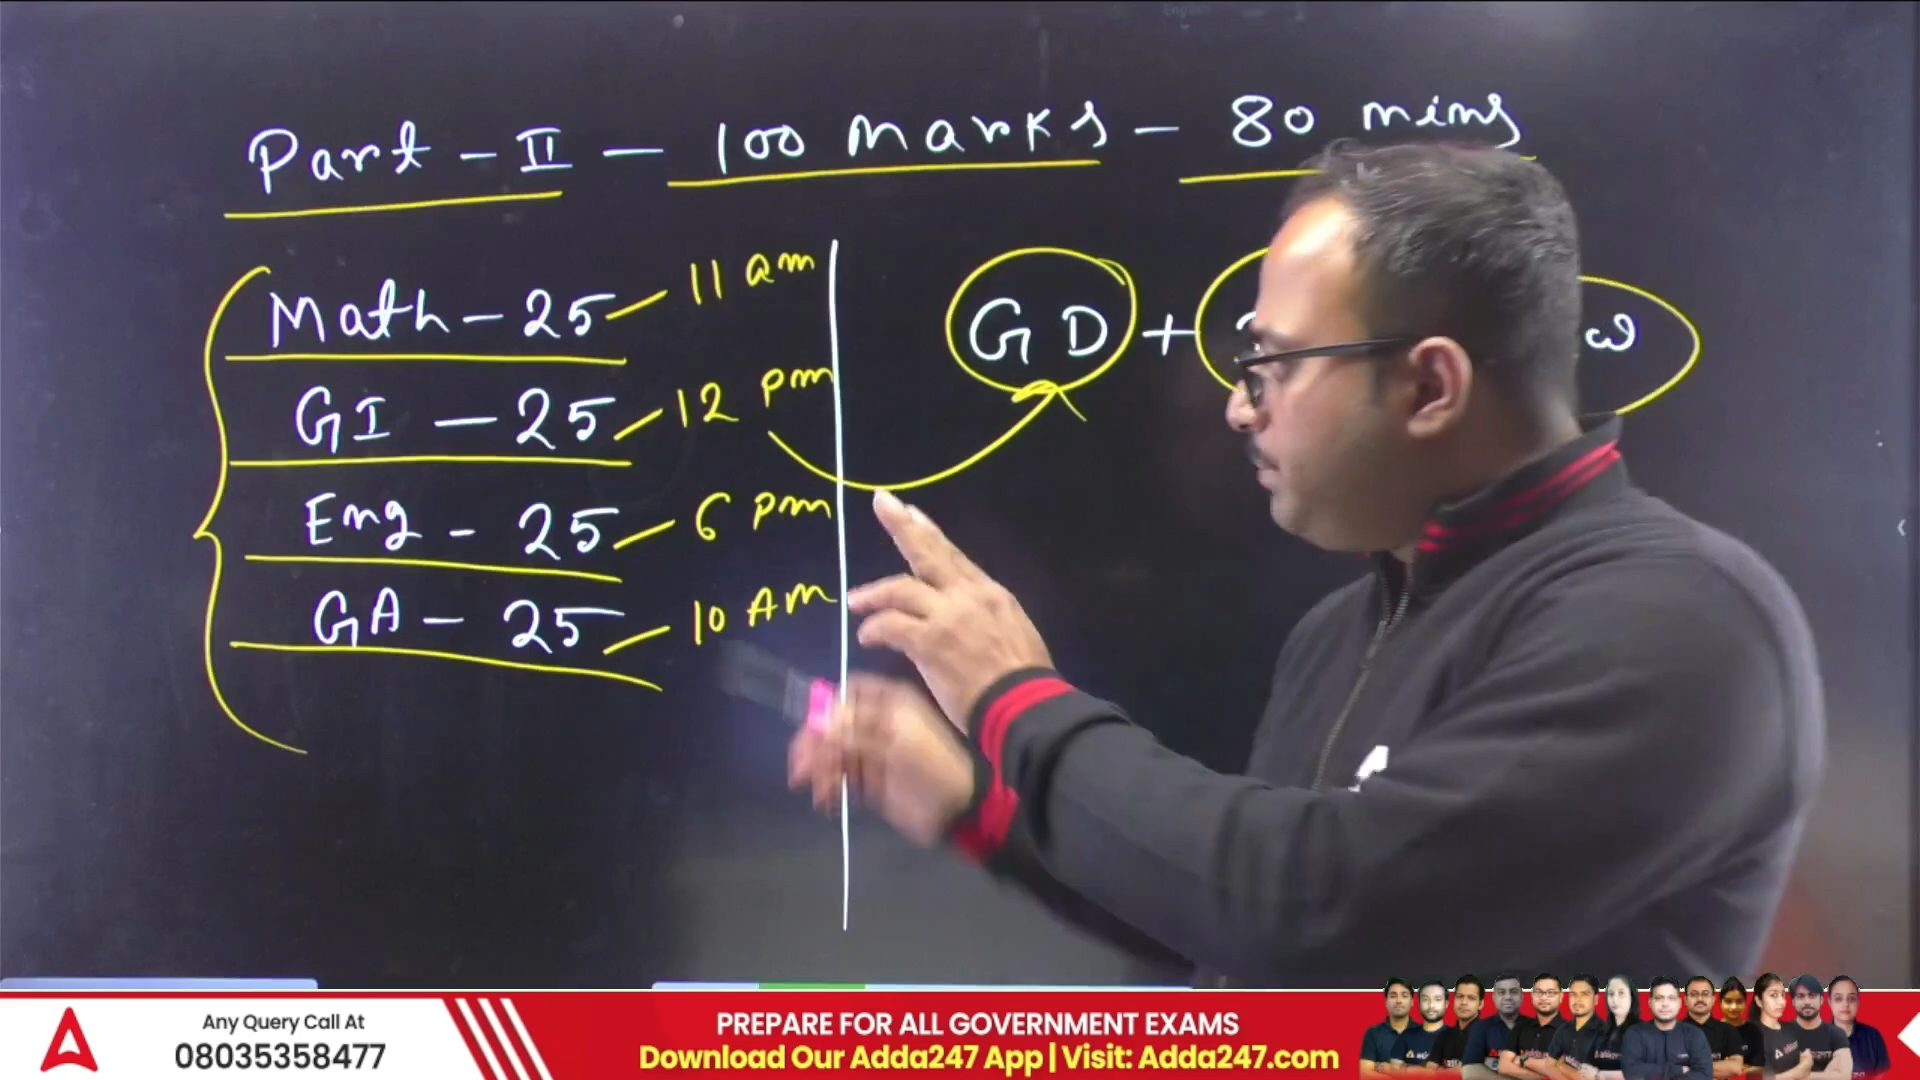 Part - II - 100 Marks - 80 mins
Math - 25 - 11 am
GI - 25 - 12 pm
Eng - 25 - 6 pm
GA - 25 - 10 AM
GD +
Any Query Call At
08035358477
PREPARE FOR ALL GOVERNMENT EXAMS
Download Our Adda247 App | Visit: Adda247.com